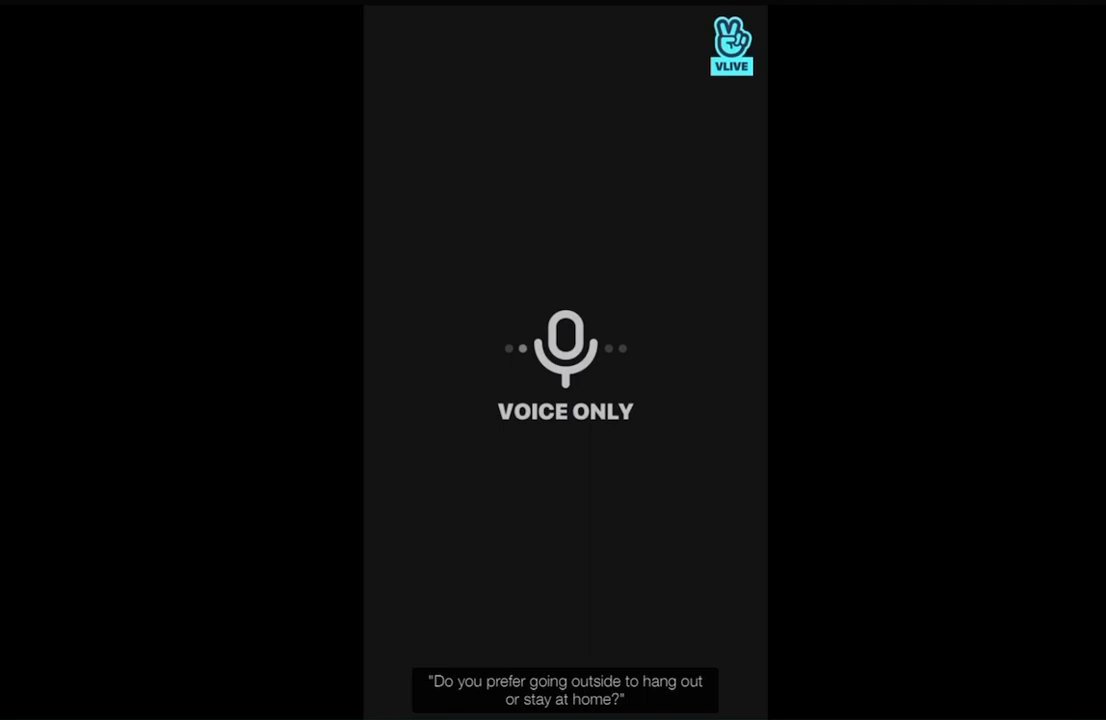 VLIVE
VOICE ONLY
"Do you prefer going outside to hang out
or stay at home?"